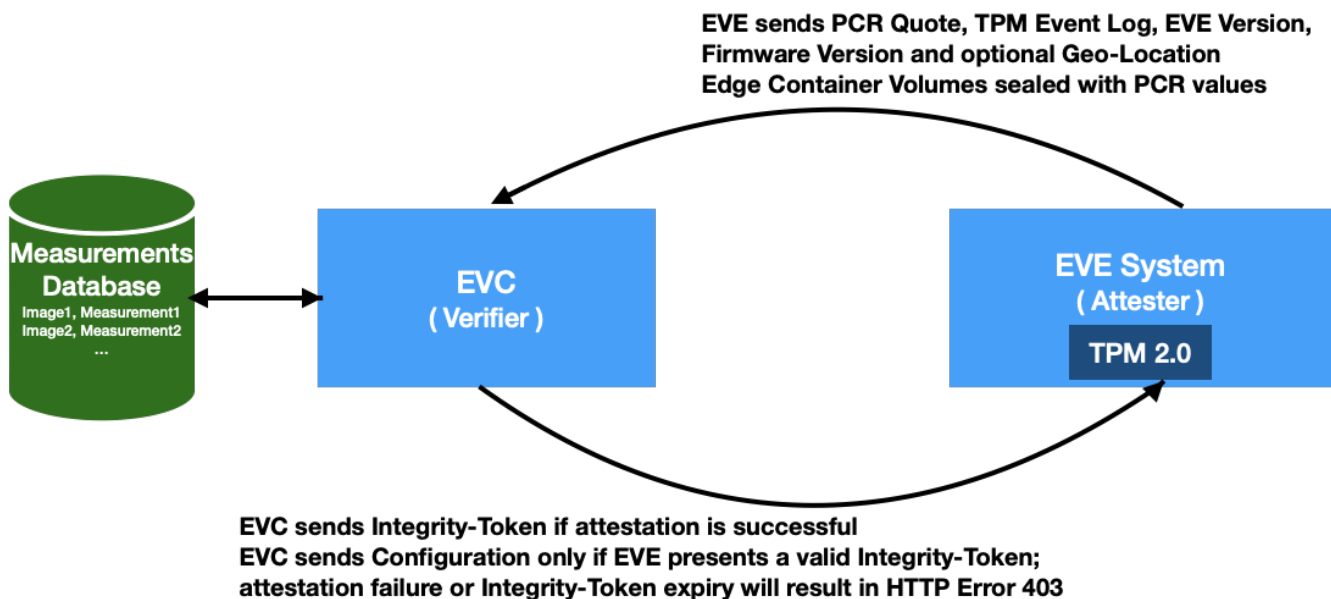 EVE sends PCR Quote, TPM Event Log, EVE Version,
Firmware Version and optional Geo-Location
Edge Container Volumes sealed with PCR values
Measurements
Database
Image1, Measurement1
Image2, Measurement2
...
EVC
( Verifier )
EVE System
( Attester )
TPM 2.0
EVC sends Integrity-Token if attestation is successful
EVC sends Configuration only if EVE presents a valid Integrity-Token;
attestation failure or Integrity-Token expiry will result in HTTP Error 403